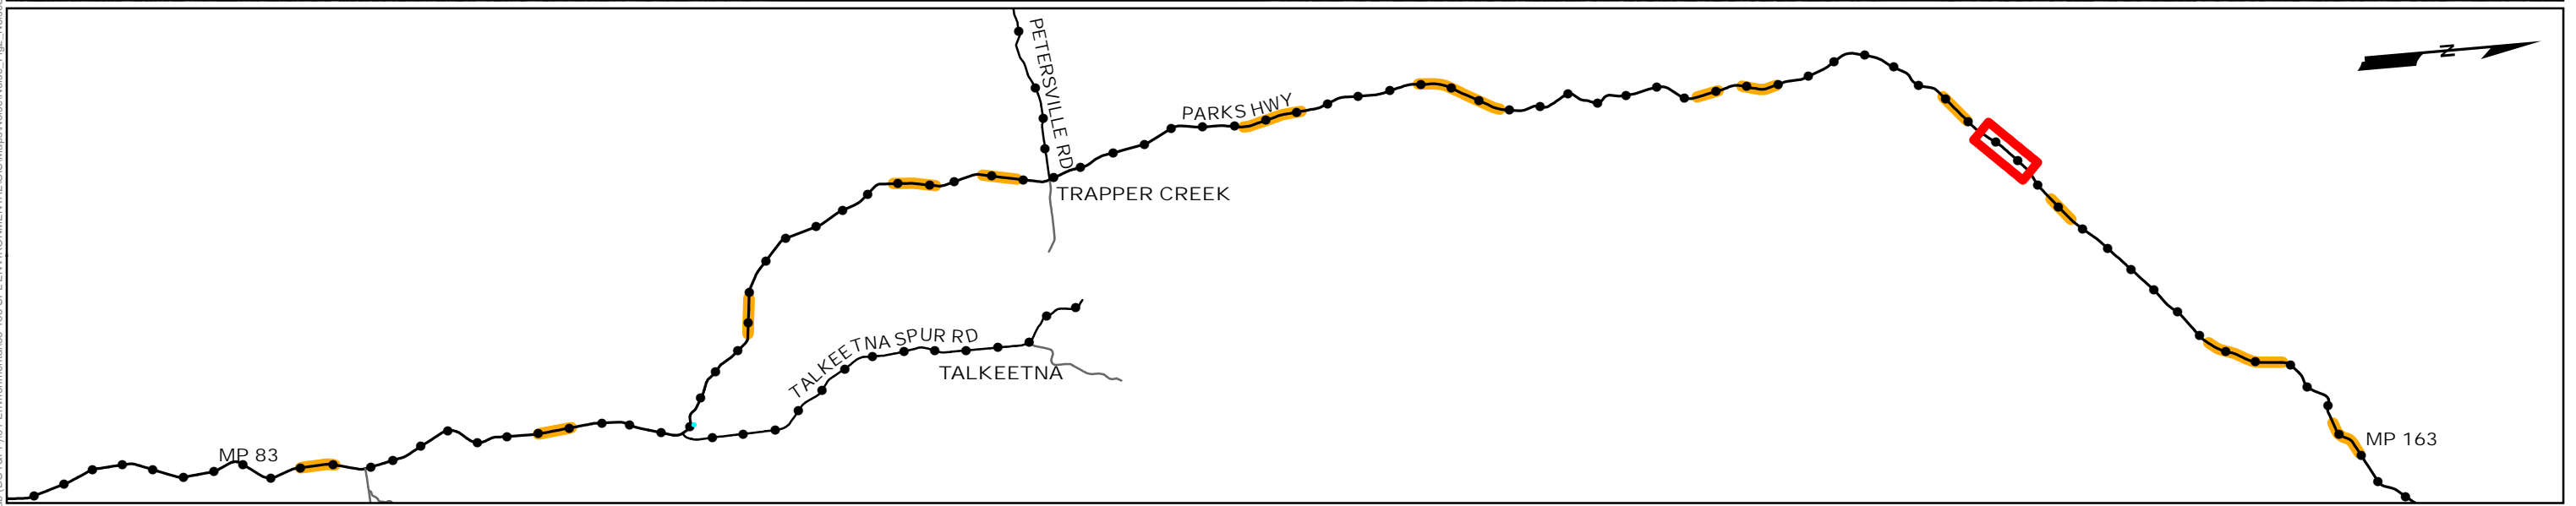 PETERSVILLE RD
PARKS HWY
N
TRAPPER CREEK
TALKEETNA SPUR RD
TALKEETNA
MP 83
MP 163